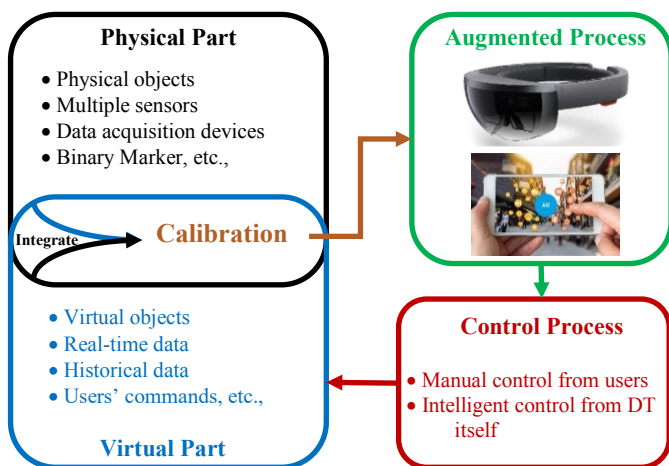 Physical Part
• Physical objects
• Multiple sensors
• Data acquisition devices
• Binary Marker, etc.,
Integrate
Calibration
• Virtual objects
• Real-time data
• Historical data
• Users’ commands, etc.,
Virtual Part
Augmented Process
AR
Control Process
• Manual control from users
• Intelligent control from DT
itself